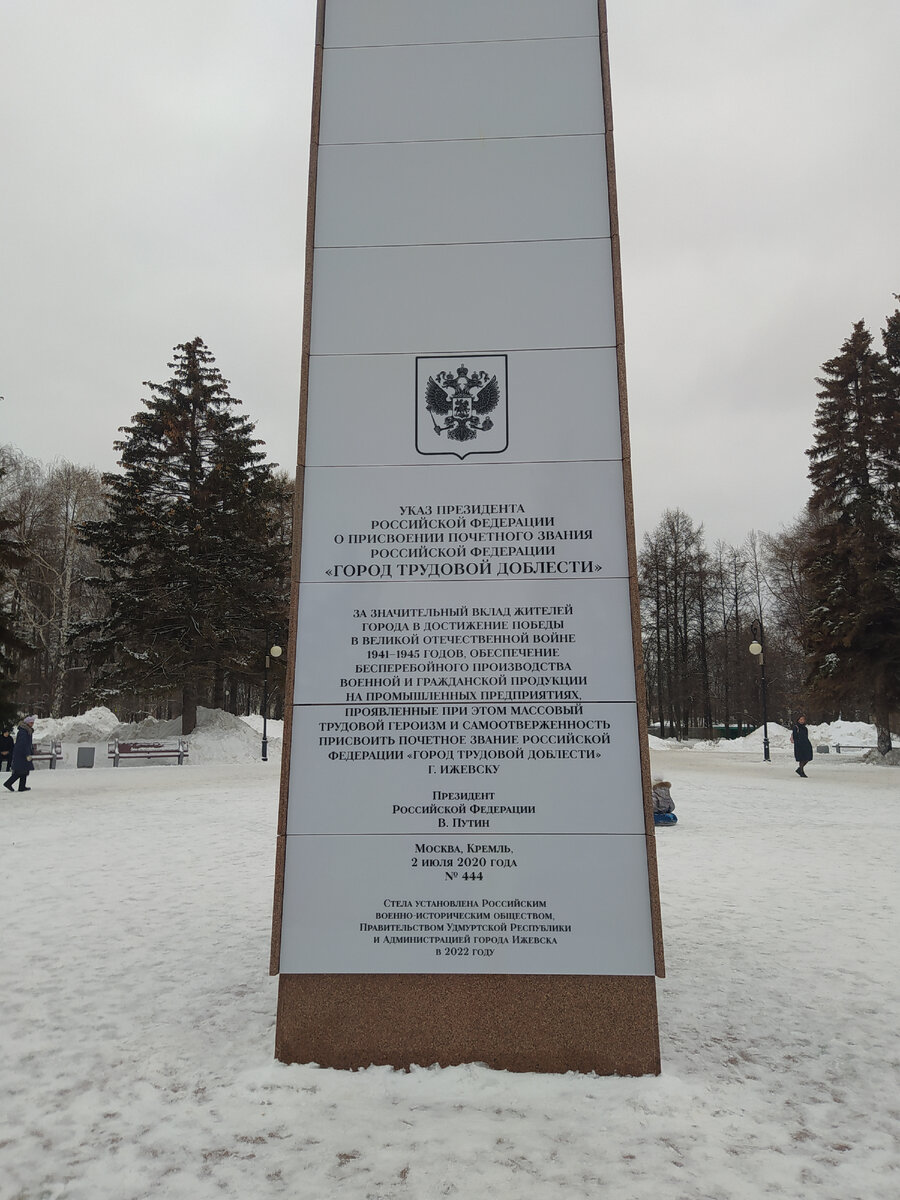 УКАЗ ПРЕЗИДЕНТА
РОССИЙСКОЙ ФЕДЕРАЦИИ
О ПРИСВОЕНИИ ПОЧЕТНОГО ЗВАНИЯ
РОССИЙСКОЙ ФЕДЕРАЦИИ
«ГОРОД ТРУДОВОЙ ДОБЛЕСТИ»
ЗА ЗНАЧИТЕЛЬНЫЙ ВКЛАД ЖИТЕЛЕЙ
ГОРОДА В ДОСТИЖЕНИЕ ПОБЕДЫ
В ВЕЛИКОЙ ОТЕЧЕСТВЕННОЙ ВОЙНЕ
1941–1945 ГОДОВ, ОБЕСПЕЧЕНИЕ
БЕСПЕРЕБОЙНОГО ПРОИЗВОДСТВА
ВОЕННОЙ И ГРАЖДАНСКОЙ ПРОДУКЦИИ
НА ПРОМЫШЛЕННЫХ ПРЕДПРИЯТИЯХ,
ПРОЯВЛЕННЫЕ ПРИ ЭТОМ МАССОВЫЙ
ТРУДОВОЙ ГЕРОИЗМ И САМООТВЕРЖЕННОСТЬ
ПРИСВОИТЬ ПОЧЕТНОЕ ЗВАНИЕ РОССИЙСКОЙ
ФЕДЕРАЦИИ «ГОРОД ТРУДОВОЙ ДОБЛЕСТИ»
Г. ИЖЕВСКУ
Президент
Российской Федерации
В. Путин
Москва, Кремль,
2 июля 2020 года
№ 444
Стела установлена Российским
военно-историческим обществом,
Правительством Удмуртской Республики
и Администрацией города Ижевска
в 2022 году